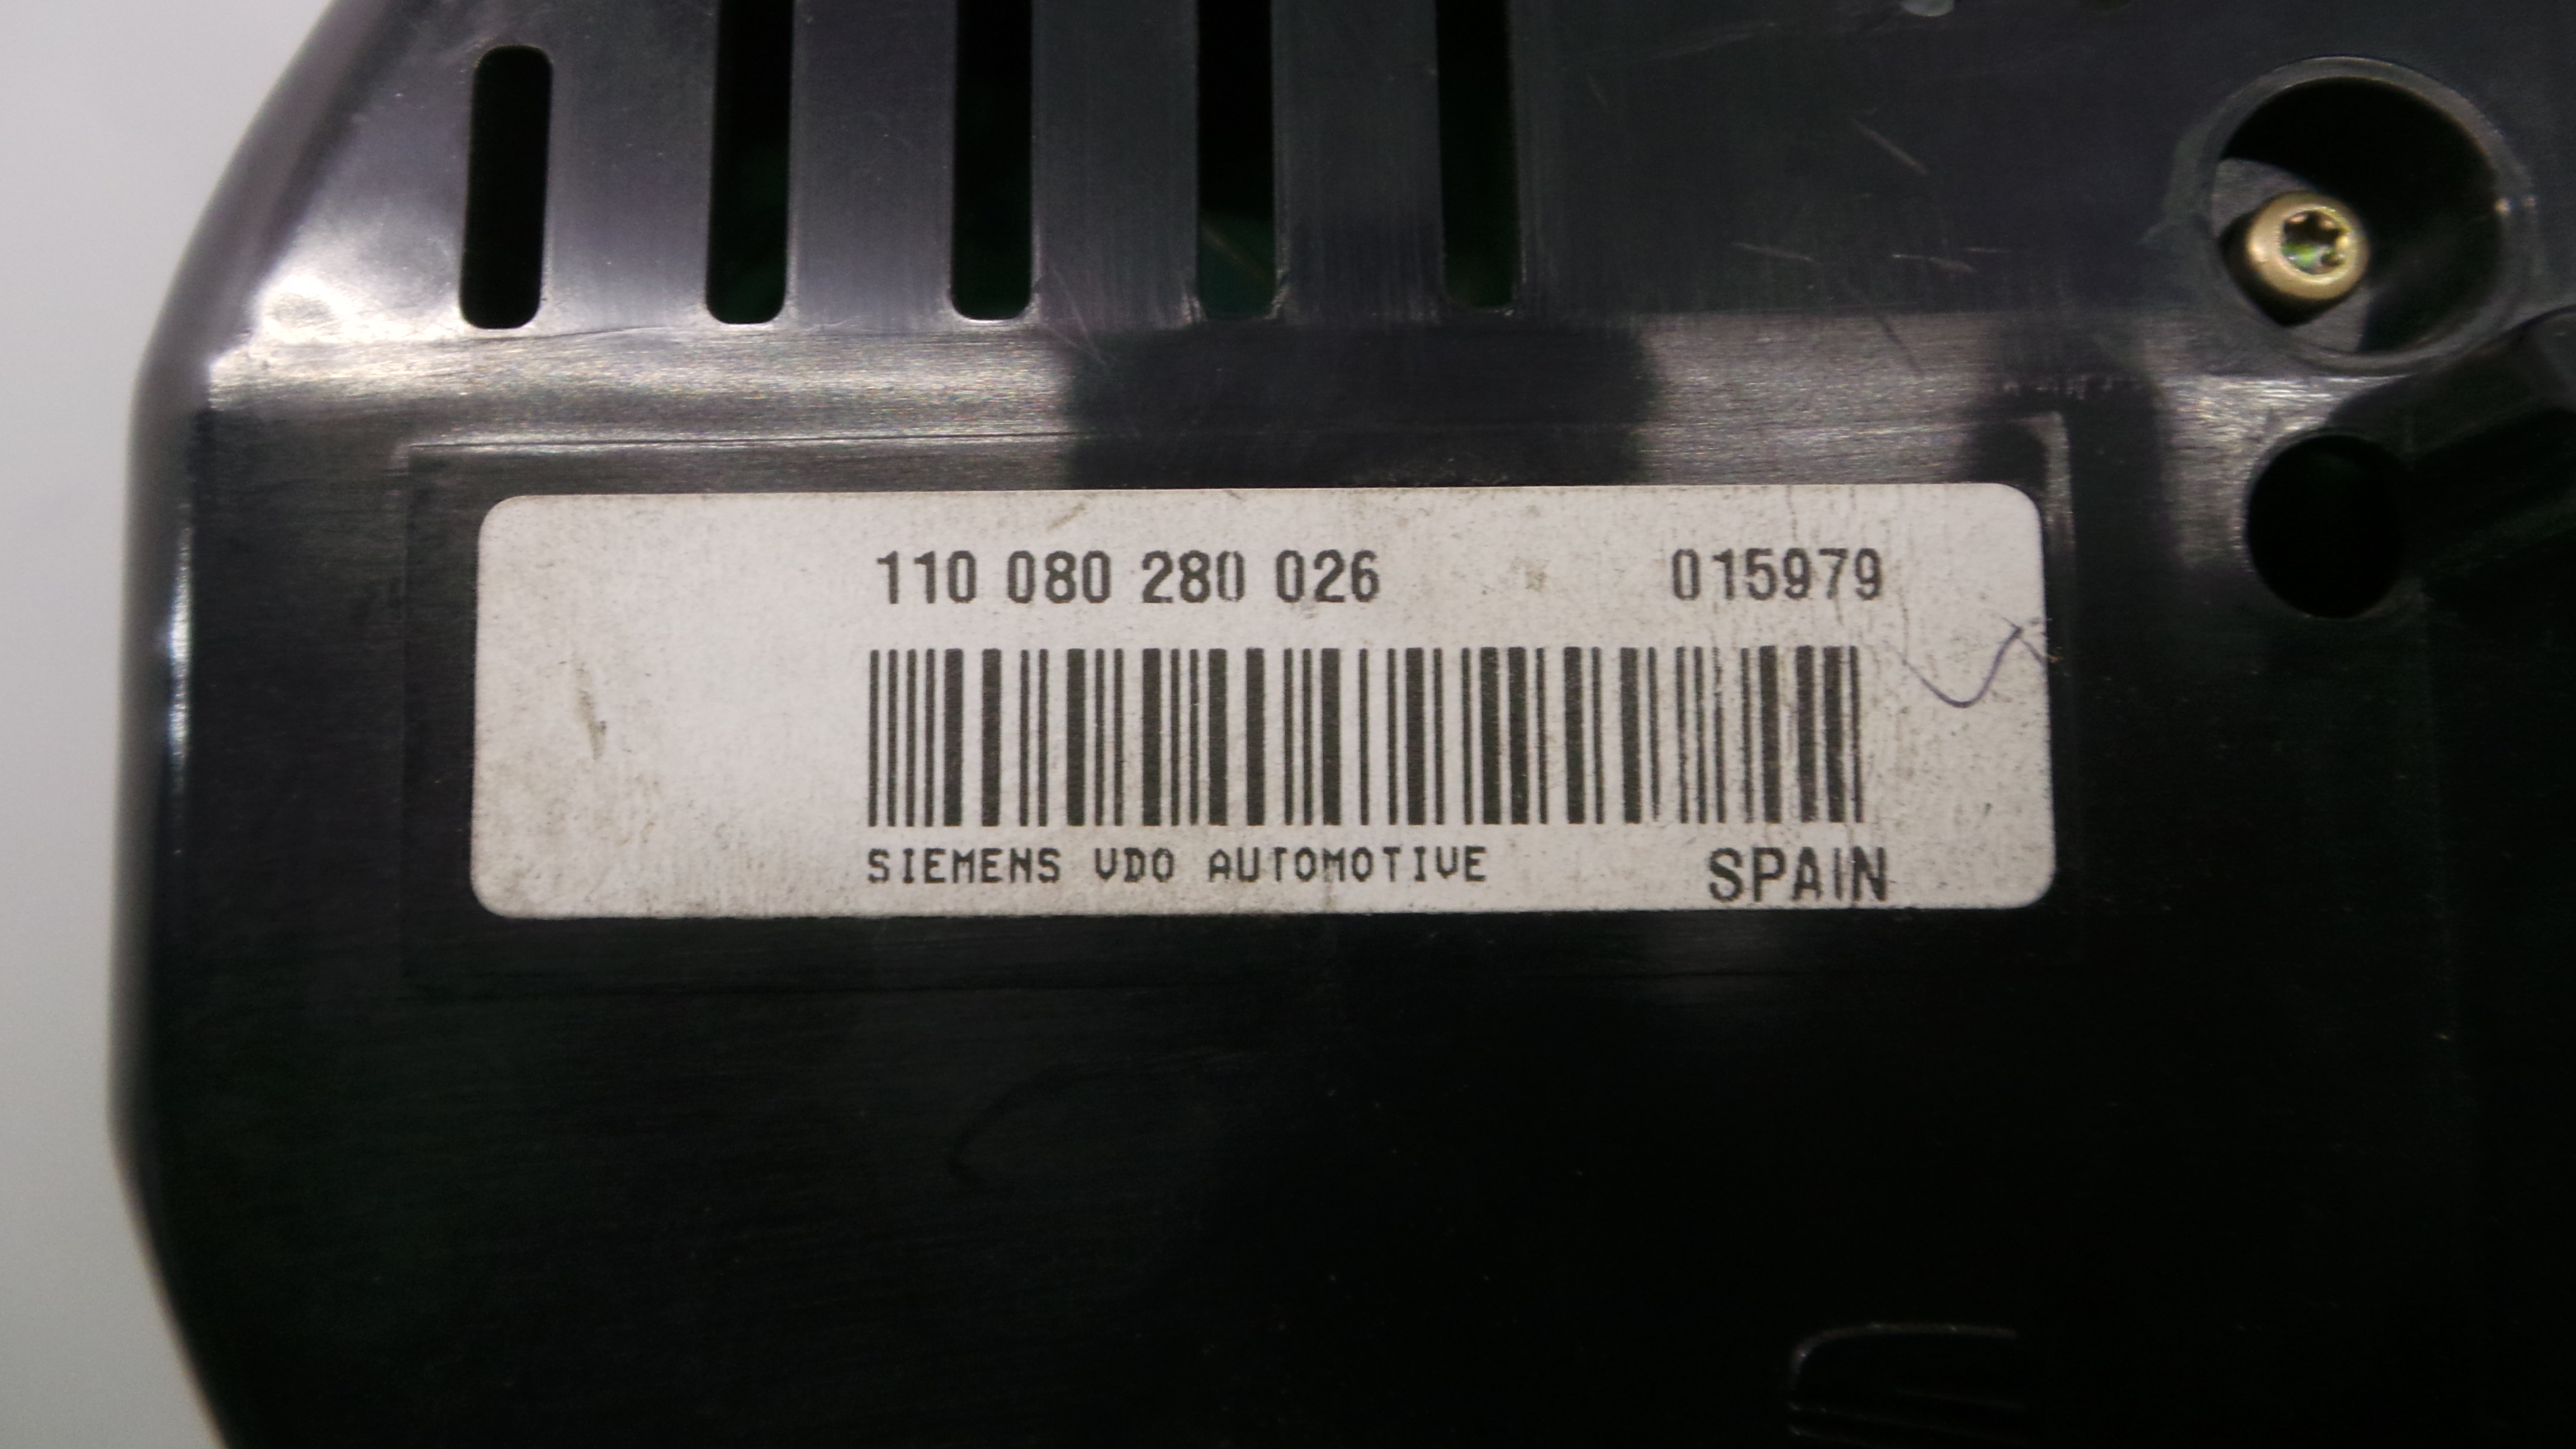 110 080 280 026 015979
SIEMENS VDO AUTOMOTIVE SPAIN